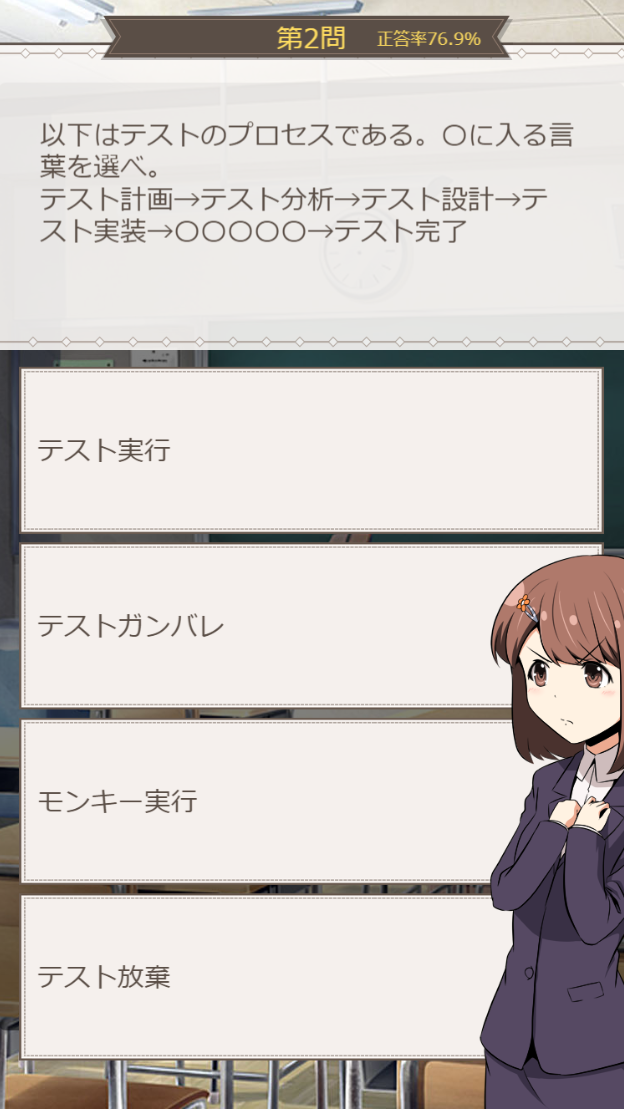 第2問 正答率76.9%
以下はテストのプロセスである。〇に入る言
葉を選べ。
テスト計画→テスト分析→テスト設計→テ
スト実装→〇〇〇〇〇→テスト完了
テスト実行
テストガンバレ
モンキー実行
テスト放棄